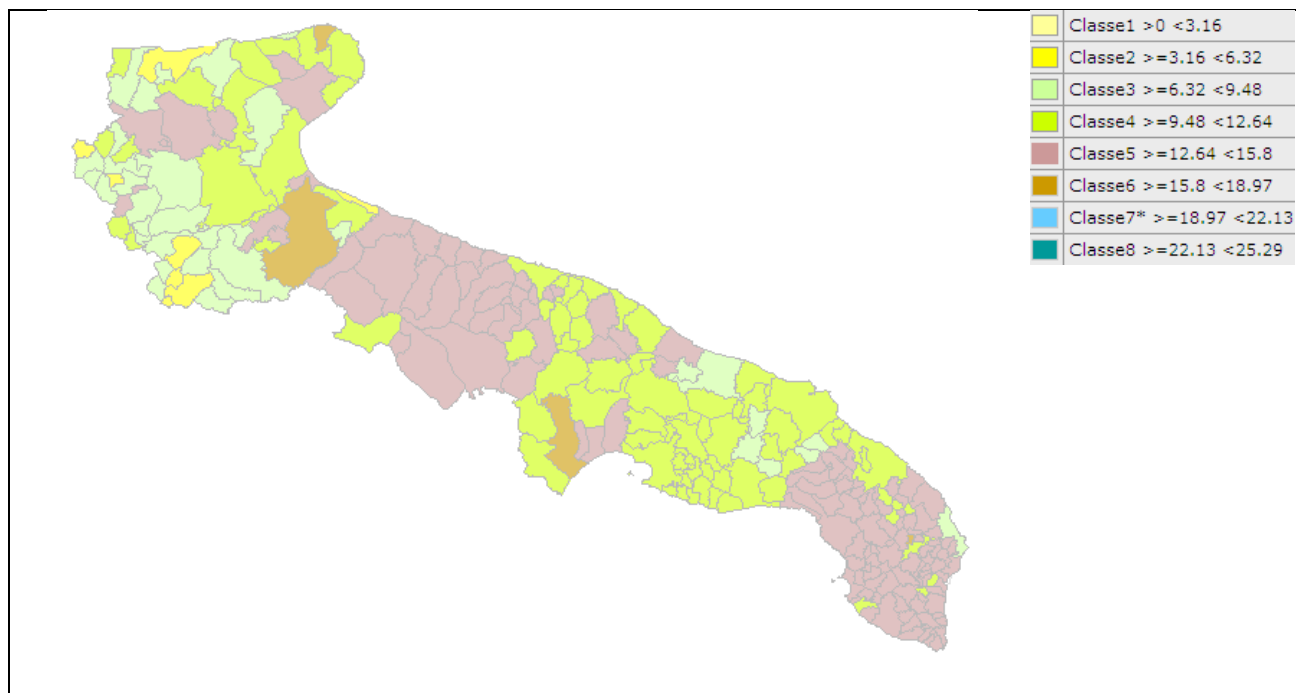 Classe1 >0 <3.16
Classe2 >=3.16 <6.32
Classe3 >=6.32 <9.48
Classe4 >=9.48 <12.64
Classe5 >=12.64 <15.8
Classe6 >=15.8 <18.97
Classe7* >=18.97 <22.13
Classe8 >=22.13 <25.29